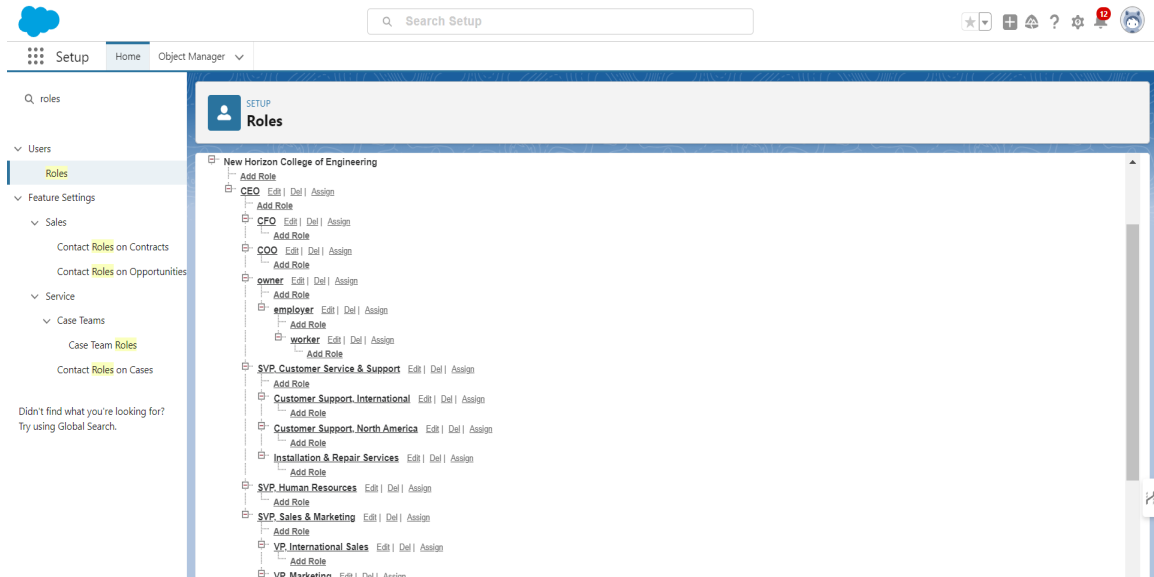 Search Setup
12
Setup
Home
Object Manager
roles
Users
Roles
Feature Settings
Sales
Contact Roles on Contracts
Contact Roles on Opportunities
Service
Case Teams
Case Team Roles
Contact Roles on Cases
Didn't find what you're looking for?
Try using Global Search.
SETUP
Roles
New Horizon College of Engineering
Add Role
CEO Edit | Del | Assign
Add Role
CFO Edit | Del | Assign
Add Role
COO Edit | Del | Assign
Add Role
owner Edit | Del | Assign
Add Role
employer Edit | Del | Assign
Add Role
worker Edit | Del | Assign
Add Role
SVP, Customer Service & Support Edit | Del | Assign
Add Role
Customer Support, International Edit | Del | Assign
Add Role
Customer Support, North America Edit | Del | Assign
Add Role
Installation & Repair Services Edit | Del | Assign
Add Role
SVP, Human Resources Edit | Del | Assign
Add Role
SVP, Sales & Marketing Edit | Del | Assign
Add Role
VP, International Sales Edit | Del | Assign
Add Role
VP, Marketing Edit | Del | Assign